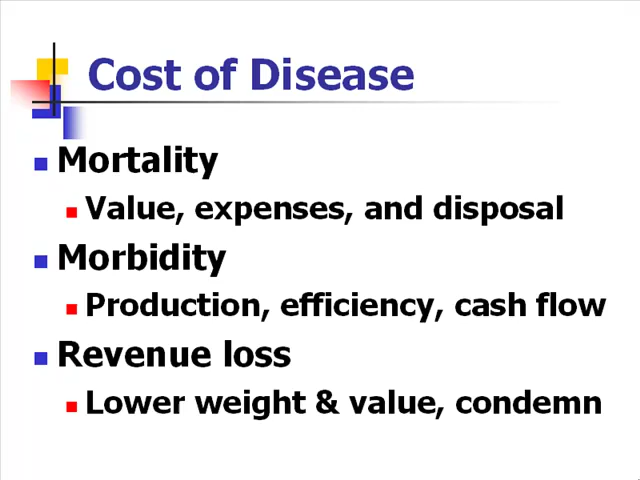 Cost of Disease
Mortality
Value, expenses, and disposal
Morbidity
Production, efficiency, cash flow
Revenue loss
Lower weight & value, condemn